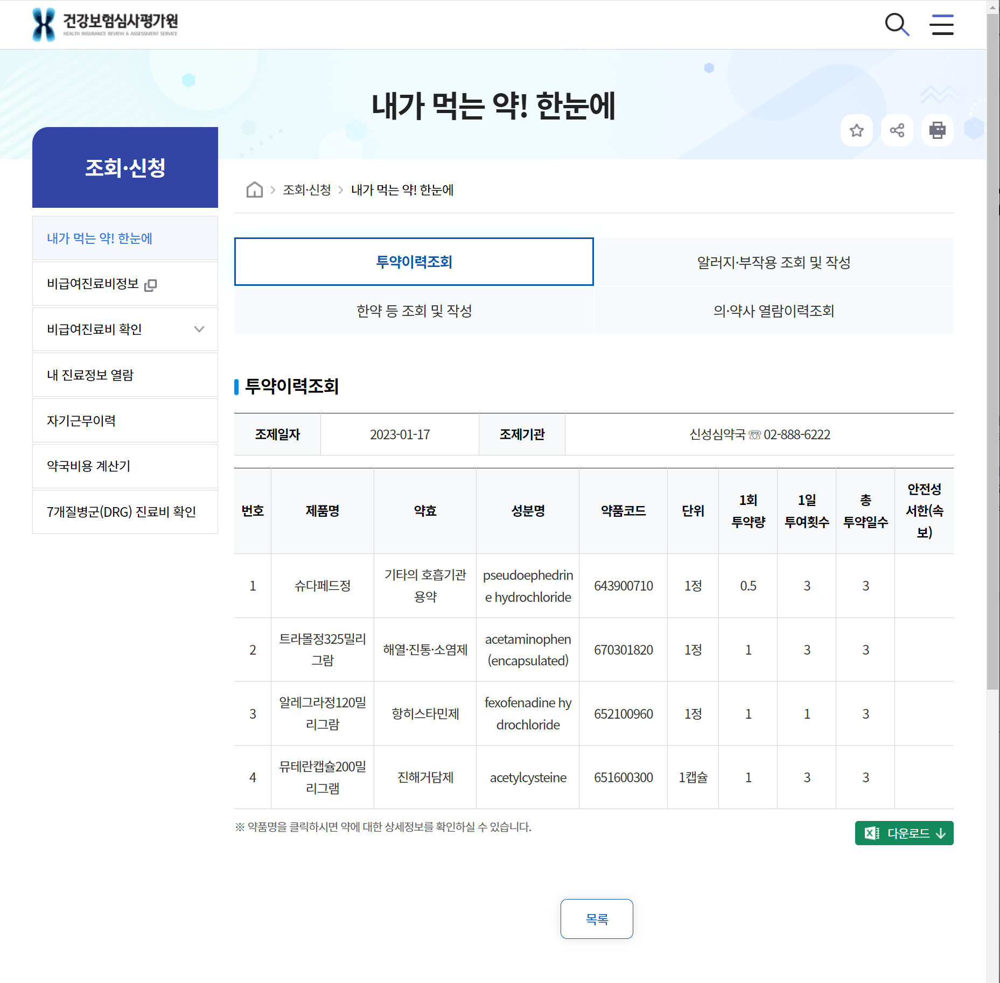 건강보험심사평가원
HEALTH INSURANCE REVIEW & ASSESSMENT SERVICE
내가 먹는 약! 한눈에
조회·신청
내가 먹는 약! 한눈에
비급여진료비정보
비급여진료비 확인
내 진료정보 열람
자기근무이력
약국비용 계산기
7개질병군(DRG) 진료비 확인
조회·신청 > 내가 먹는 약! 한눈에
투약이력조회
알러지·부작용 조회 및 작성
한약 등 조회 및 작성
의·약사 열람이력조회
투약이력조회
조제일자 2023-01-17 조제기관 신성심약국 ☏ 02-888-6222
번호 제품명 약효 성분명 약품코드 단위 1회 투약량 1일 투여횟수 총 투약일수 안전성 서한(속보)
1 슈다페드정 기타의 호흡기관용약 pseudoephedrine hydrochloride 643900710 1정 0.5 3 3
2 트라몰정325밀리그람 해열·진통·소염제 acetaminophen (encapsulated) 670301820 1정 1 3 3
3 알레그라정120밀리그람 항히스타민제 fexofenadine hydrochloride 652100960 1정 1 1 3
4 뮤테란캡슐200밀리그램 진해거담제 acetylcysteine 651600300 1캡슐 1 3 3
※ 약품명을 클릭하시면 약에 대한 상세정보를 확인하실 수 있습니다.
다운로드
목록